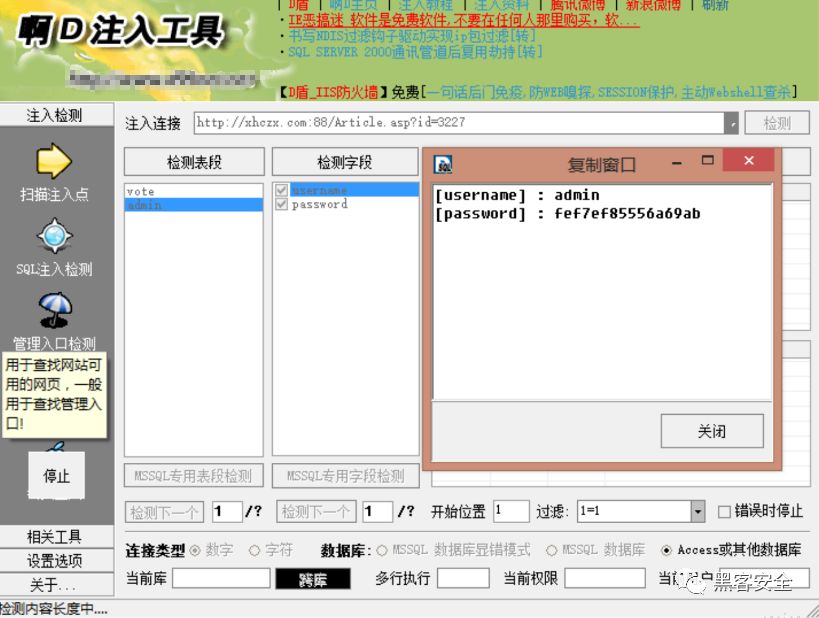 | D盾 | 啊D主页 | 注入教程 | 注入资料 | 腾讯微博 | 新浪微博 | 刷新
啊D注入工具
·IE恶搞迷 软件是免费软件,不要在任何人那里购买，软...
·书写NDIS过滤钩子驱动实现ip包过滤[转]
·SQL SERVER 2000通讯管道后复用劫持[转]
【D盾_IIS防火墙】免费[一句话后门免疫,防WEB嗅探,SESSION保护,主动Webshell查杀]
注入检测
注入连接 http://xhczx.com:88/Article.asp?id=3227 检测
检测表段 检测字段
扫描注入点
SQL注入检测
管理入口检测
用于查找网站可
用的网页，一般
用于查找管理入
口!
停止
相关工具
设置选项
关于...
vote
admin
username
password
SQL 复制窗口
[username] : admin
[password] : fef7ef85556a69ab
关闭
MSSQL专用表段检测 MSSQL专用字段检测
检测下一个 1 /? 检测下一个 1 /? 开始位置 1 过滤: 1=1 错误时停止
连接类型 数字 字符 数据库: MSSQL 数据库显错模式 MSSQL 数据库 Access或其他数据库
当前库 跨库 多行执行 当前权限
黑客安全
检测内容长度中....